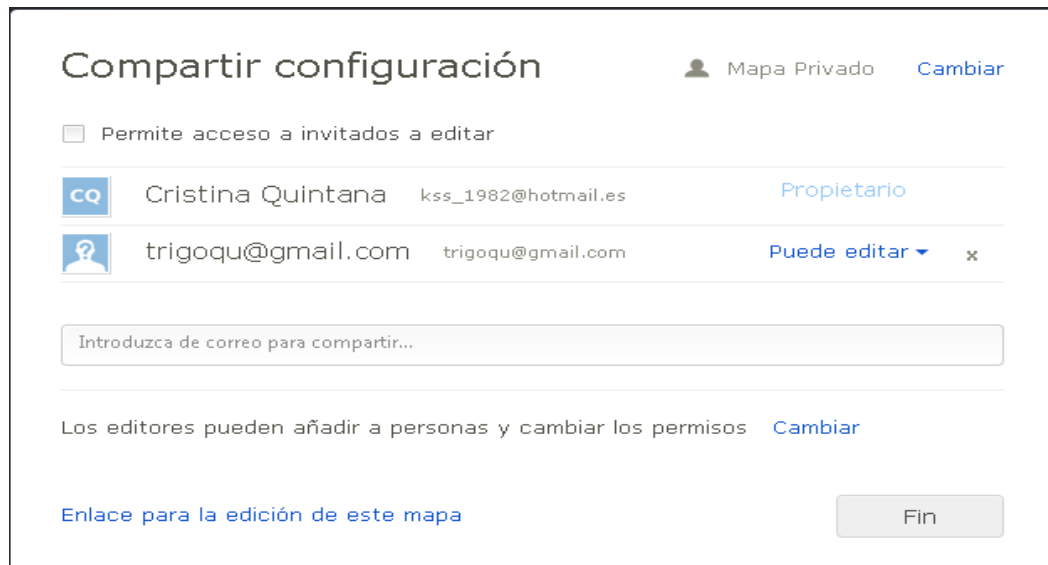 Compartir configuración Mapa Privado Cambiar
Permite acceso a invitados a editar
CQ Cristina Quintana kss_1982@hotmail.es Propietario
trigoqu@gmail.com trigoqu@gmail.com Puede editar x
Introduzca de correo para compartir...
Los editores pueden añadir a personas y cambiar los permisos Cambiar
Enlace para la edición de este mapa Fin